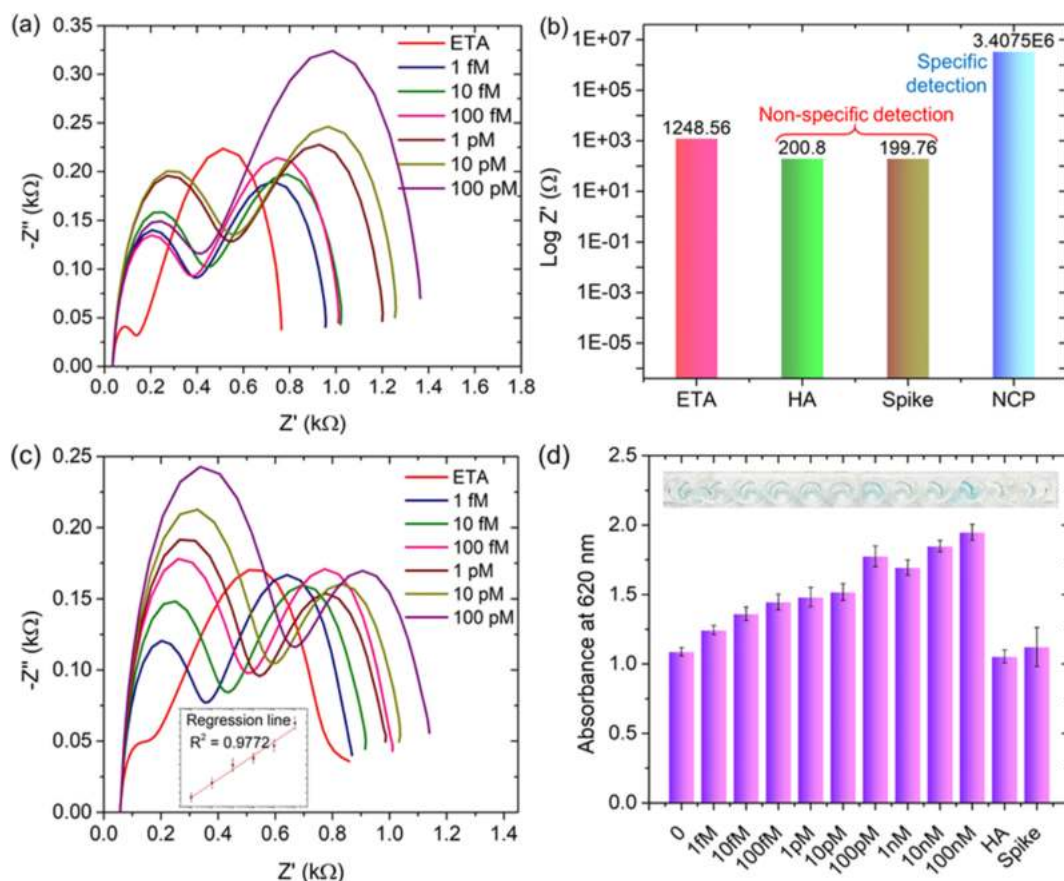 (a)
0.35
0.30
0.25
0.20
0.15
0.10
0.05
0.00
-Z" (kΩ)
ETA
1 fM
10 fM
100 fM
1 pM
10 pM
100 pM
0.0 0.2 0.4 0.6 0.8 1.0 1.2 1.4 1.6 1.8
Z' (kΩ)
(b)
1E+07
1E+05
1E+03
1E+01
1E-01
1E-03
1E-05
Log Z' (Ω)
3.4075E6
Specific
detection
Non-specific detection
1248.56
200.8
199.76
ETA HA Spike NCP
(c)
0.25
0.20
0.15
0.10
0.05
0.00
-Z" (kΩ)
ETA
1 fM
10 fM
100 fM
1 pM
10 pM
100 pM
Regression line
R² = 0.9772
0.0 0.2 0.4 0.6 0.8 1.0 1.2 1.4
Z' (kΩ)
(d)
2.5
2.0
1.5
1.0
0.5
0.0
Absorbance at 620 nm
0 1fM 10fM 100fM 1pM 10pM 100pM 1nM 10nM 100nM HA Spike